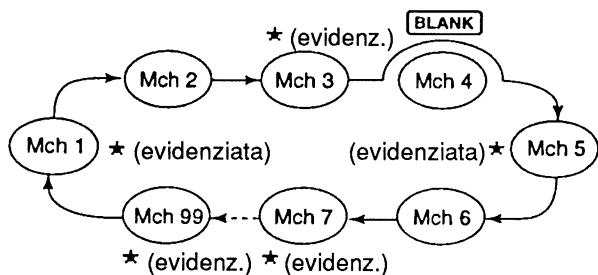 BLANK
★ (evidenz.)
Mch 2
Mch 3
Mch 4
Mch 1
★ (evidenziata)
(evidenziata) ★
Mch 5
Mch 99
Mch 7
Mch 6
★ (evidenz.)
★ (evidenz.)